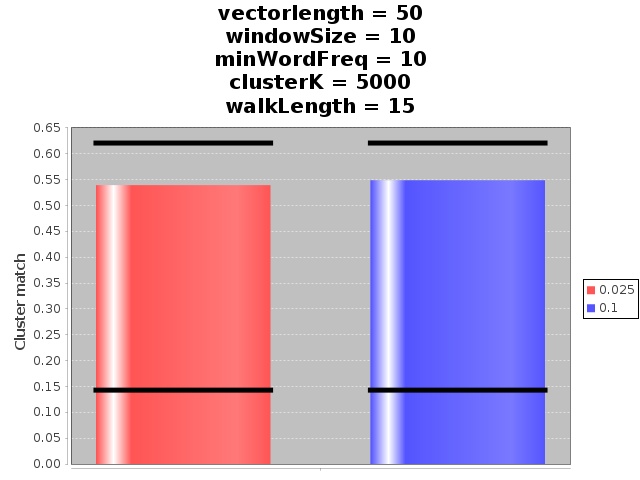 vectorlength = 50
windowSize = 10
minWordFreq = 10
clusterK = 5000
walkLength = 15
0.65
0.60
0.55
0.50
0.45
0.40
0.35
0.30
0.25
0.20
0.15
0.10
0.05
0.00
Cluster match
0.025
0.1